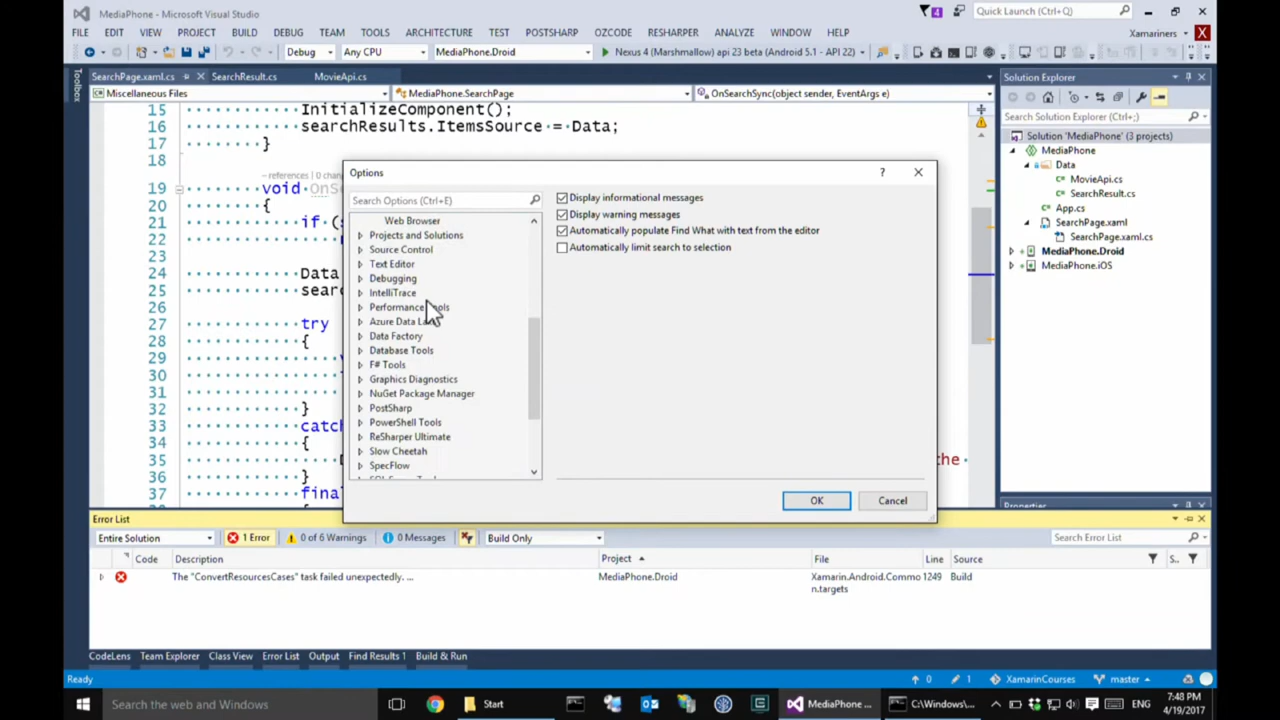 MediaPhone - Microsoft Visual Studio
4
Quick Launch (Ctrl+Q)
FILE EDIT VIEW PROJECT BUILD DEBUG TEAM TOOLS ARCHITECTURE TEST POSTSHARP OZCODE RESHARPER ANALYZE WINDOW HELP
Xamariners X
Debug Any CPU MediaPhone.Droid Nexus 4 (Marshmallow) api 23 beta (Android 5.1 - API 22)
Toolbox
SearchPage.xaml.cs SearchResult.cs MovieApi.cs
Miscellaneous Files MediaPhone.SearchPage OnSearchSync(object sender, EventArgs e)
15 InitializeComponent();
16 searchResults.ItemsSource = Data;
17 }
18
- references | 0
19 void
20 {
21 if (
22
23
24 Data
25
26
27 try
28 {
29
30
31
32 }
33
34 {
35 the
36 }
37
Options
Search Options (Ctrl+E)
Web Browser
Projects and Solutions
Source Control
Text Editor
Debugging
IntelliTrace
Performance
Azure Data
Data Factory
Database Tools
F# Tools
Graphics Diagnostics
NuGet Package Manager
PostSharp
PowerShell Tools
ReSharper Ultimate
Slow Cheetah
SpecFlow
Display informational messages
Display warning messages
Automatically populate Find What with text from the editor
Automatically limit search to selection
OK Cancel
Solution Explorer
Search Solution Explorer (Ctrl+;)
Solution 'MediaPhone' (3 projects)
MediaPhone
Data
MovieApi.cs
SearchResult.cs
App.cs
SearchPage.xaml
SearchPage.xaml.cs
MediaPhone.Droid
MediaPhone.iOS
Properties
Error List
Entire Solution 1 Error 0 of 6 Warnings 0 Messages Build Only Search Error List
Code Description Project File Line Source
The "ConvertResourcesCases" task failed unexpectedly. ... MediaPhone.Droid Xamarin.Android.Commo 1249 Build
n.targets
CodeLens Team Explorer Class View Error List Output Find Results 1 Build & Run
Ready 0 1 XamarinCourses master
Search the web and Windows Start MediaPhone ... C:\Windows\... ENG
7:48 PM
4/19/2017